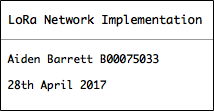 LoRa Network Implementation
Aiden Barrett B00075033
28th April 2017